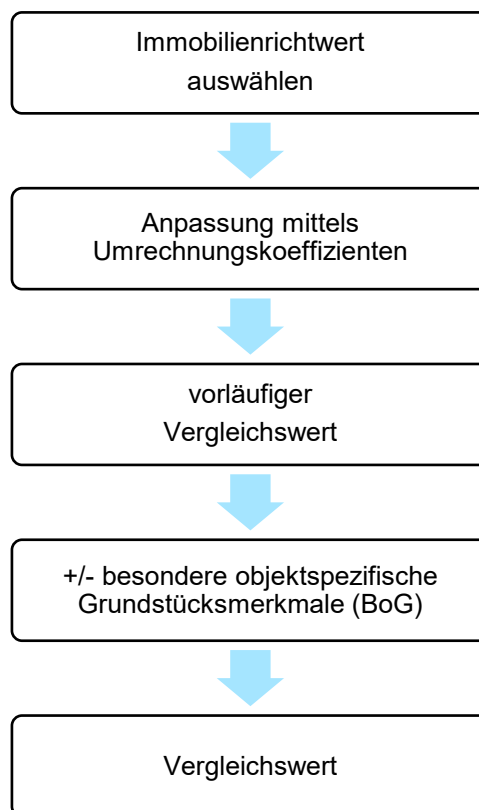 Immobilienrichtwert
auswählen
Anpassung mittels
Umrechnungskoeffizienten
vorläufiger
Vergleichswert
+/- besondere objektspezifische
Grundstücksmerkmale (BoG)
Vergleichswert